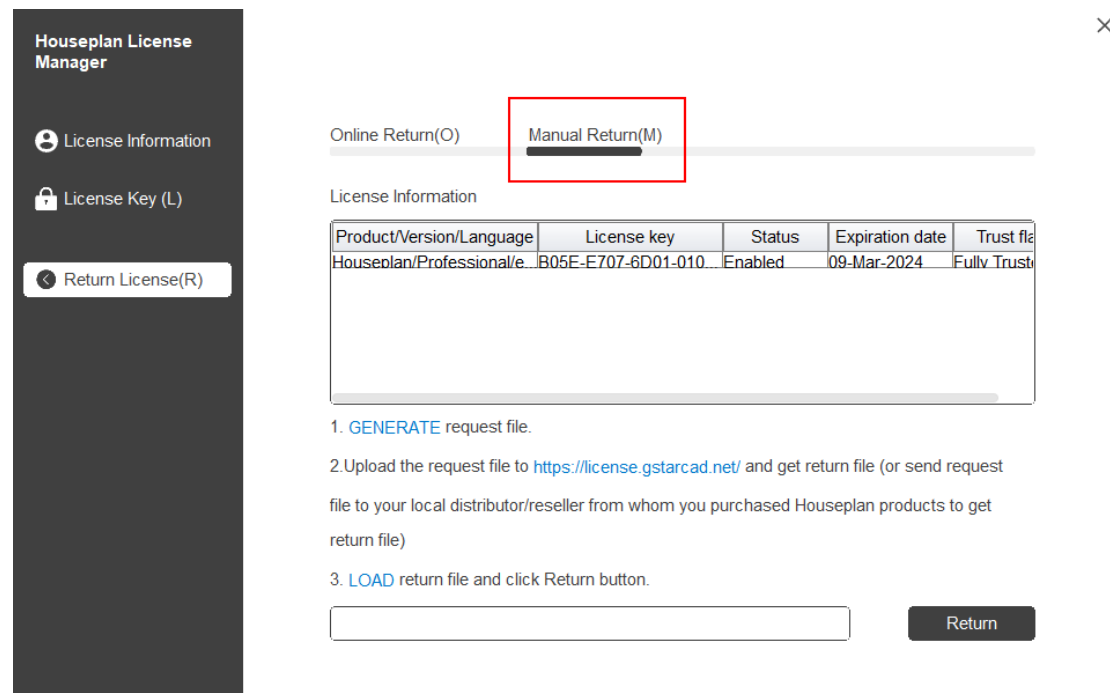 Houseplan License
Manager
License Information
License Key (L)
Return License(R)
Online Return(O) Manual Return(M)
License Information
Product/Version/Language License key Status Expiration date Trust fla
Houseplan/Professional/e... B05E-E707-6D01-010... Enabled 09-Mar-2024 Fully Truste
1. GENERATE request file.
2.Upload the request file to https://license.gstarcad.net/ and get return file (or send request
file to your local distributor/reseller from whom you purchased Houseplan products to get
return file)
3. LOAD return file and click Return button.
Return